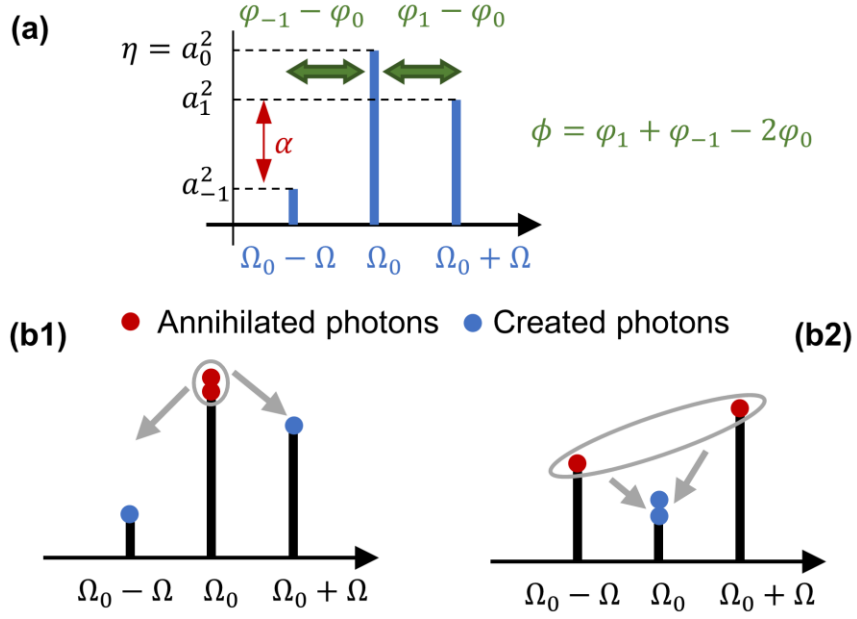 (a)
φ₋₁ − φ₀ φ₁ − φ₀
η = a₀²
a₁²
α
ϕ = φ₁ + φ₋₁ − 2φ₀
a₋₁²
Ω₀ − Ω Ω₀ Ω₀ + Ω
(b1) Annihilated photons Created photons (b2)
Ω₀ − Ω Ω₀ Ω₀ + Ω
Ω₀ − Ω Ω₀ Ω₀ + Ω